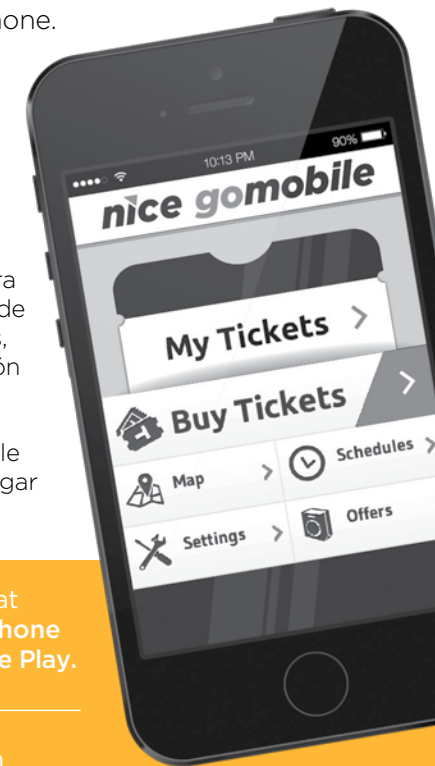 hone.
ra
de
s,
ón
le
gar
at
hone
e Play.
10:13 PM
90%
nice gomobile
My Tickets
Buy Tickets
Map
Schedules
Settings
Offers